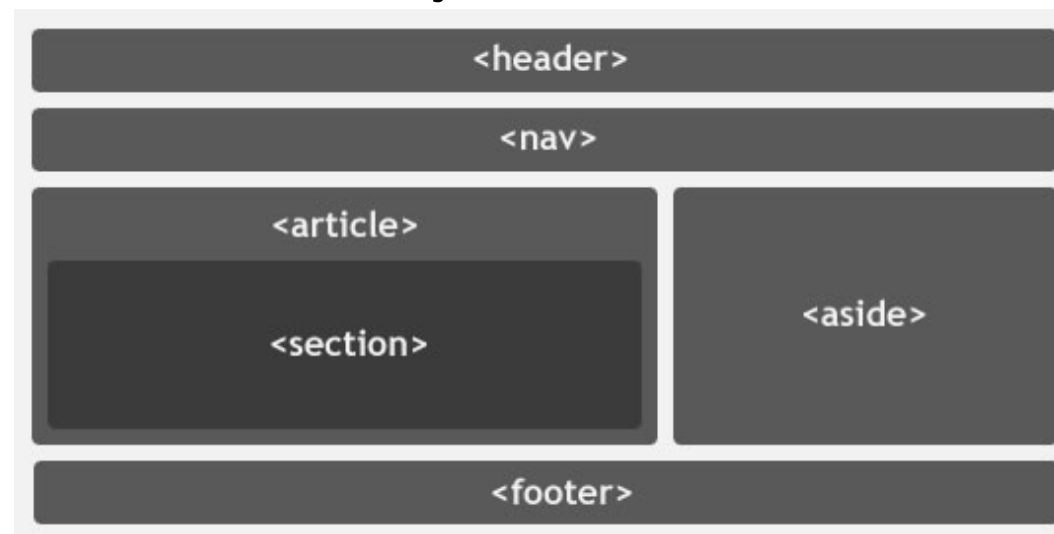 <header>
<nav>
<article>
<section>
<aside>
<footer>